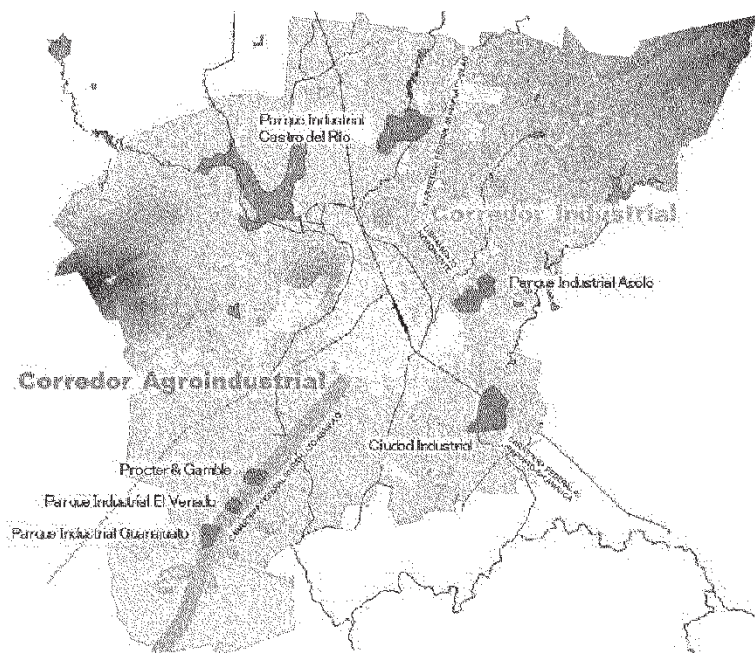 Parque Industrial
Castro del Río
Corredor Industrial
Parque Industrial Apolo
Corredor Agroindustrial
Ciudad Industrial
Procter & Gamble
Parque Industrial El Venado
Parque Industrial Guanajuato